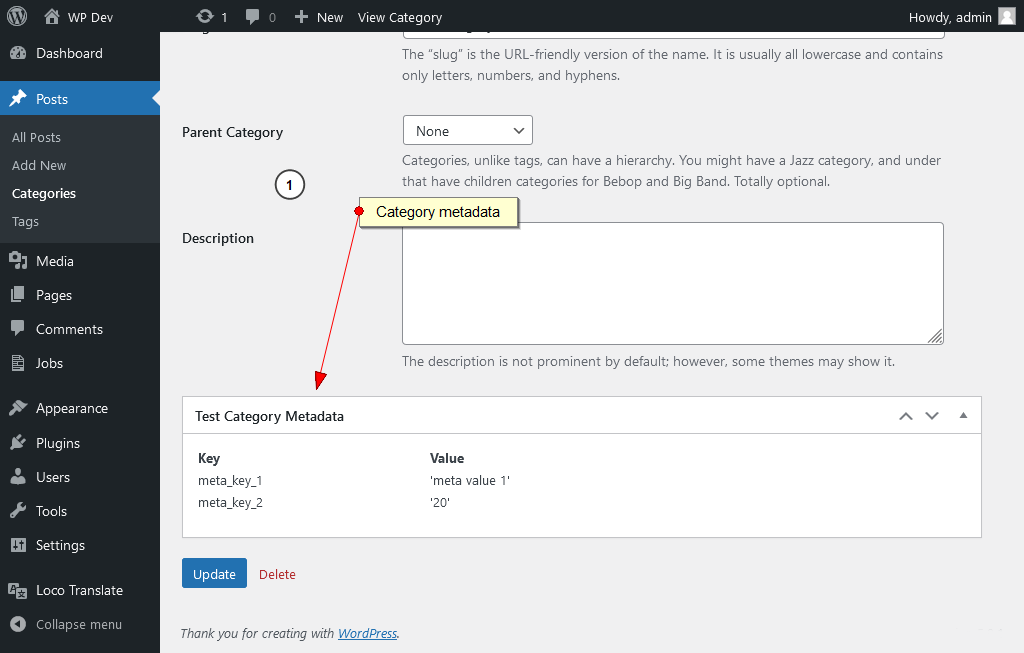 WP Dev 1 0 New View Category Howdy, admin
Dashboard
Posts
All Posts
Add New
Categories
Tags
Media
Pages
Comments
Jobs
Appearance
Plugins
Users
Tools
Settings
Loco Translate
Collapse menu
The “slug” is the URL-friendly version of the name. It is usually all lowercase and contains
only letters, numbers, and hyphens.
Parent Category
None
Categories, unlike tags, can have a hierarchy. You might have a Jazz category, and under
that have children categories for Bebop and Big Band. Totally optional.
1
Category metadata
Description
The description is not prominent by default; however, some themes may show it.
Test Category Metadata
Key Value
meta_key_1 'meta value 1'
meta_key_2 '20'
Update Delete
Thank you for creating with WordPress.